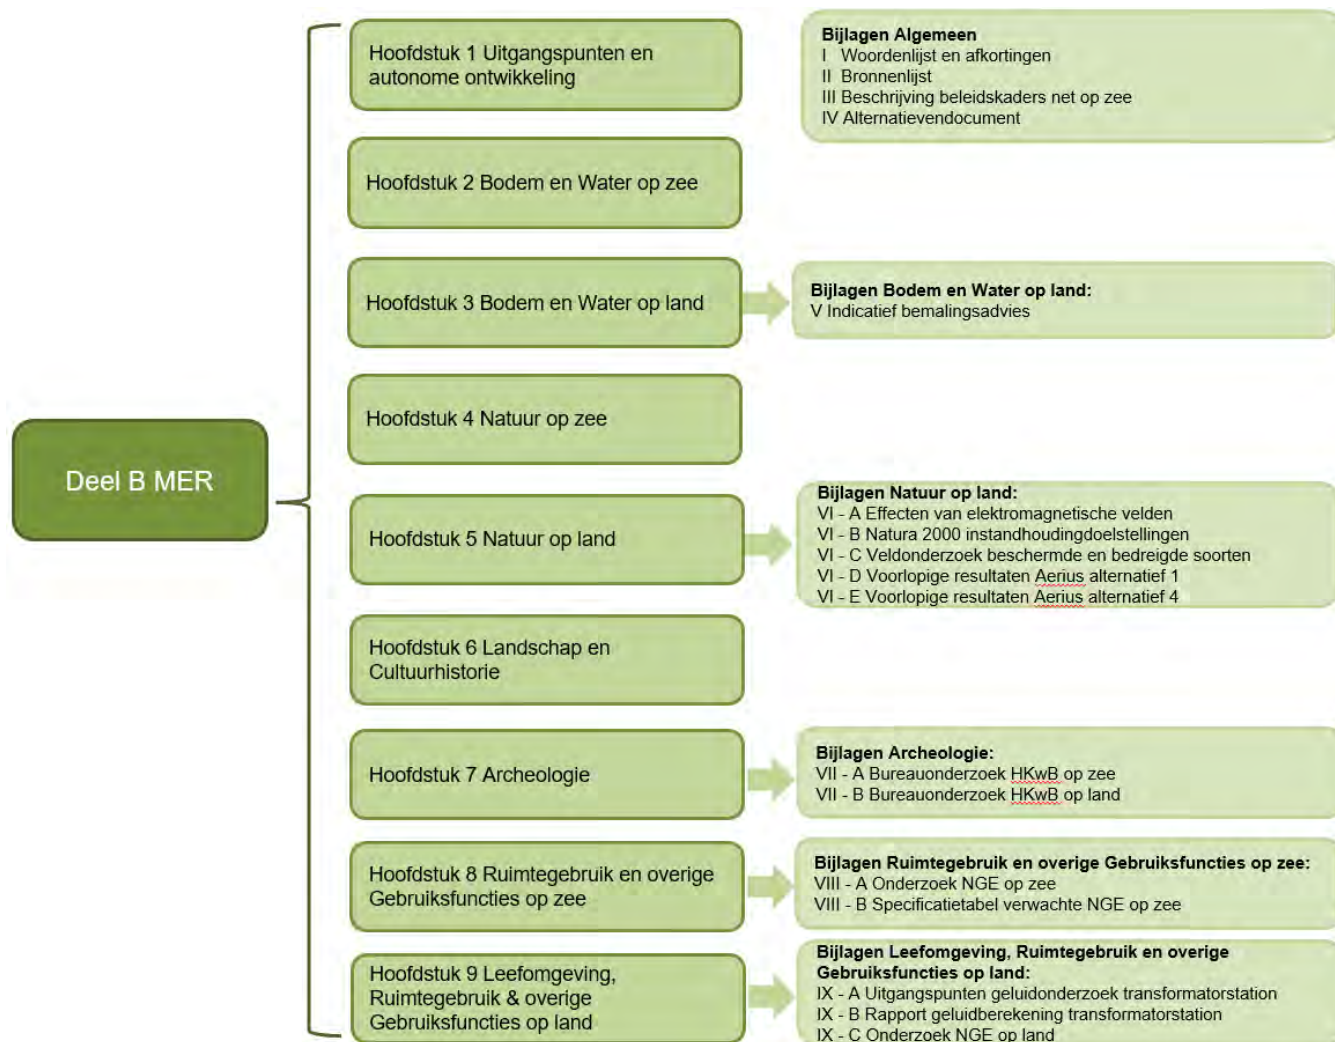 Deel B MER
Hoofdstuk 1 Uitgangspunten en
autonome ontwikkeling
Bijlagen Algemeen
I Woordenlijst en afkortingen
II Bronnenlijst
III Beschrijving beleidskaders net op zee
IV Alternatievendocument
Hoofdstuk 2 Bodem en Water op zee
Hoofdstuk 3 Bodem en Water op land
Bijlagen Bodem en Water op land:
V Indicatief bemalingsadvies
Hoofdstuk 4 Natuur op zee
Hoofdstuk 5 Natuur op land
Bijlagen Natuur op land:
VI - A Effecten van elektromagnetische velden
VI - B Natura 2000 instandhoudingdoelstellingen
VI - C Veldonderzoek beschermde en bedreigde soorten
VI - D Voorlopige resultaten Aerius alternatief 1
VI - E Voorlopige resultaten Aerius alternatief 4
Hoofdstuk 6 Landschap en
Cultuurhistorie
Hoofdstuk 7 Archeologie
Bijlagen Archeologie:
VII - A Bureauonderzoek HKwB op zee
VII - B Bureauonderzoek HKwB op land
Hoofdstuk 8 Ruimtegebruik en overige
Gebruiksfuncties op zee
Bijlagen Ruimtegebruik en overige Gebruiksfuncties op zee:
VIII - A Onderzoek NGE op zee
VIII - B Specificatietabel verwachte NGE op zee
Hoofdstuk 9 Leefomgeving,
Ruimtegebruik & overige
Gebruiksfuncties op land
Bijlagen Leefomgeving, Ruimtegebruik en overige
Gebruiksfuncties op land:
IX - A Uitgangspunten geluidonderzoek transformatorstation
IX - B Rapport geluidberekening transformatorstation
IX - C Onderzoek NGE op land